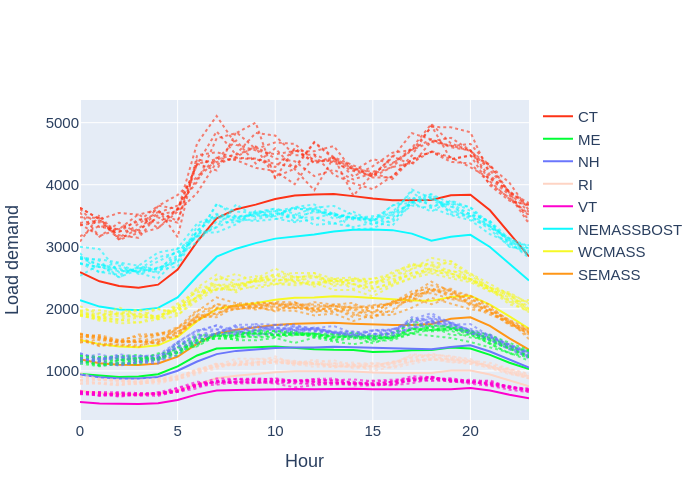 Load demand
5000
4000
3000
2000
1000
0
5
10
15
20
Hour
CT
ME
NH
RI
VT
NEMASSBOST
WCMASS
SEMASS